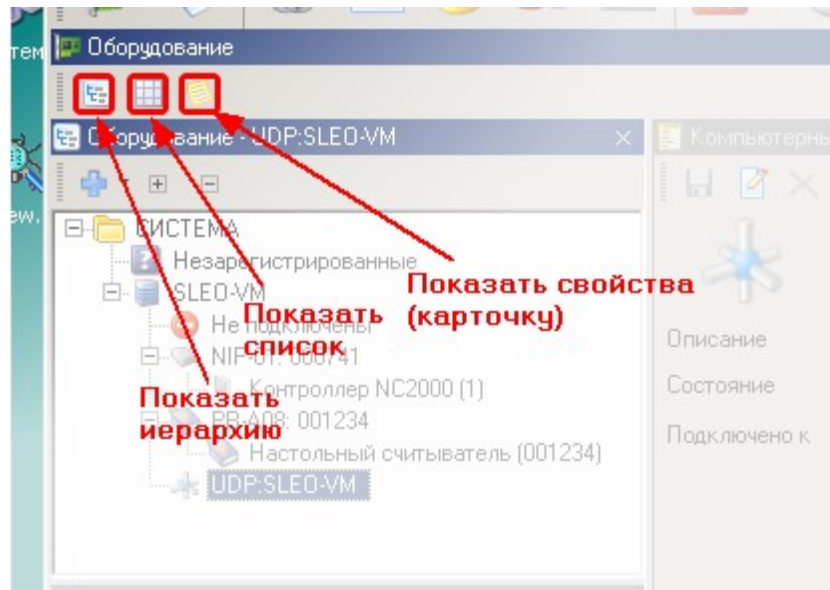 тем
Оборудование
Оборудование - UDP:SLEO-VM
Компьютерны
ew.
СИСТЕМА
Незарегистрированные
SLEO-VM
Показать свойства
(карточку)
Показать
список
Не подключены
Описание
NIP-01: 000741
Контроллер NC2000 (1)
Состояние
Показать
иерархию
PR-A08: 001234
Подключено к
Настольный считыватель (001234)
UDP:SLEO-VM